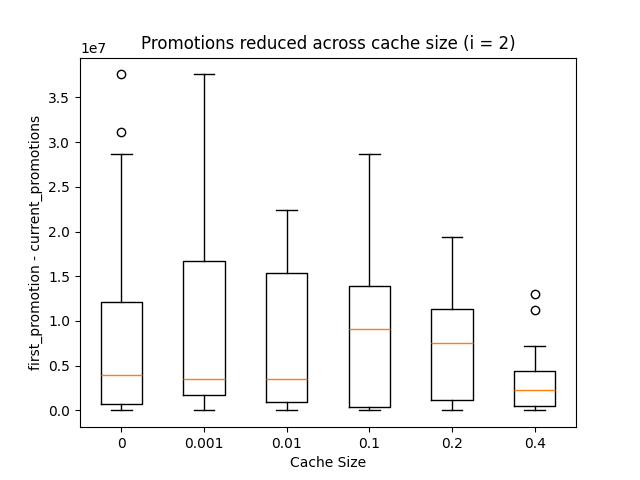 Promotions reduced across cache size (i = 2)
1e7
3.5
3.0
2.5
2.0
1.5
1.0
0.5
0.0
first_promotion - current_promotions
0 0.001 0.01 0.1 0.2 0.4
Cache Size